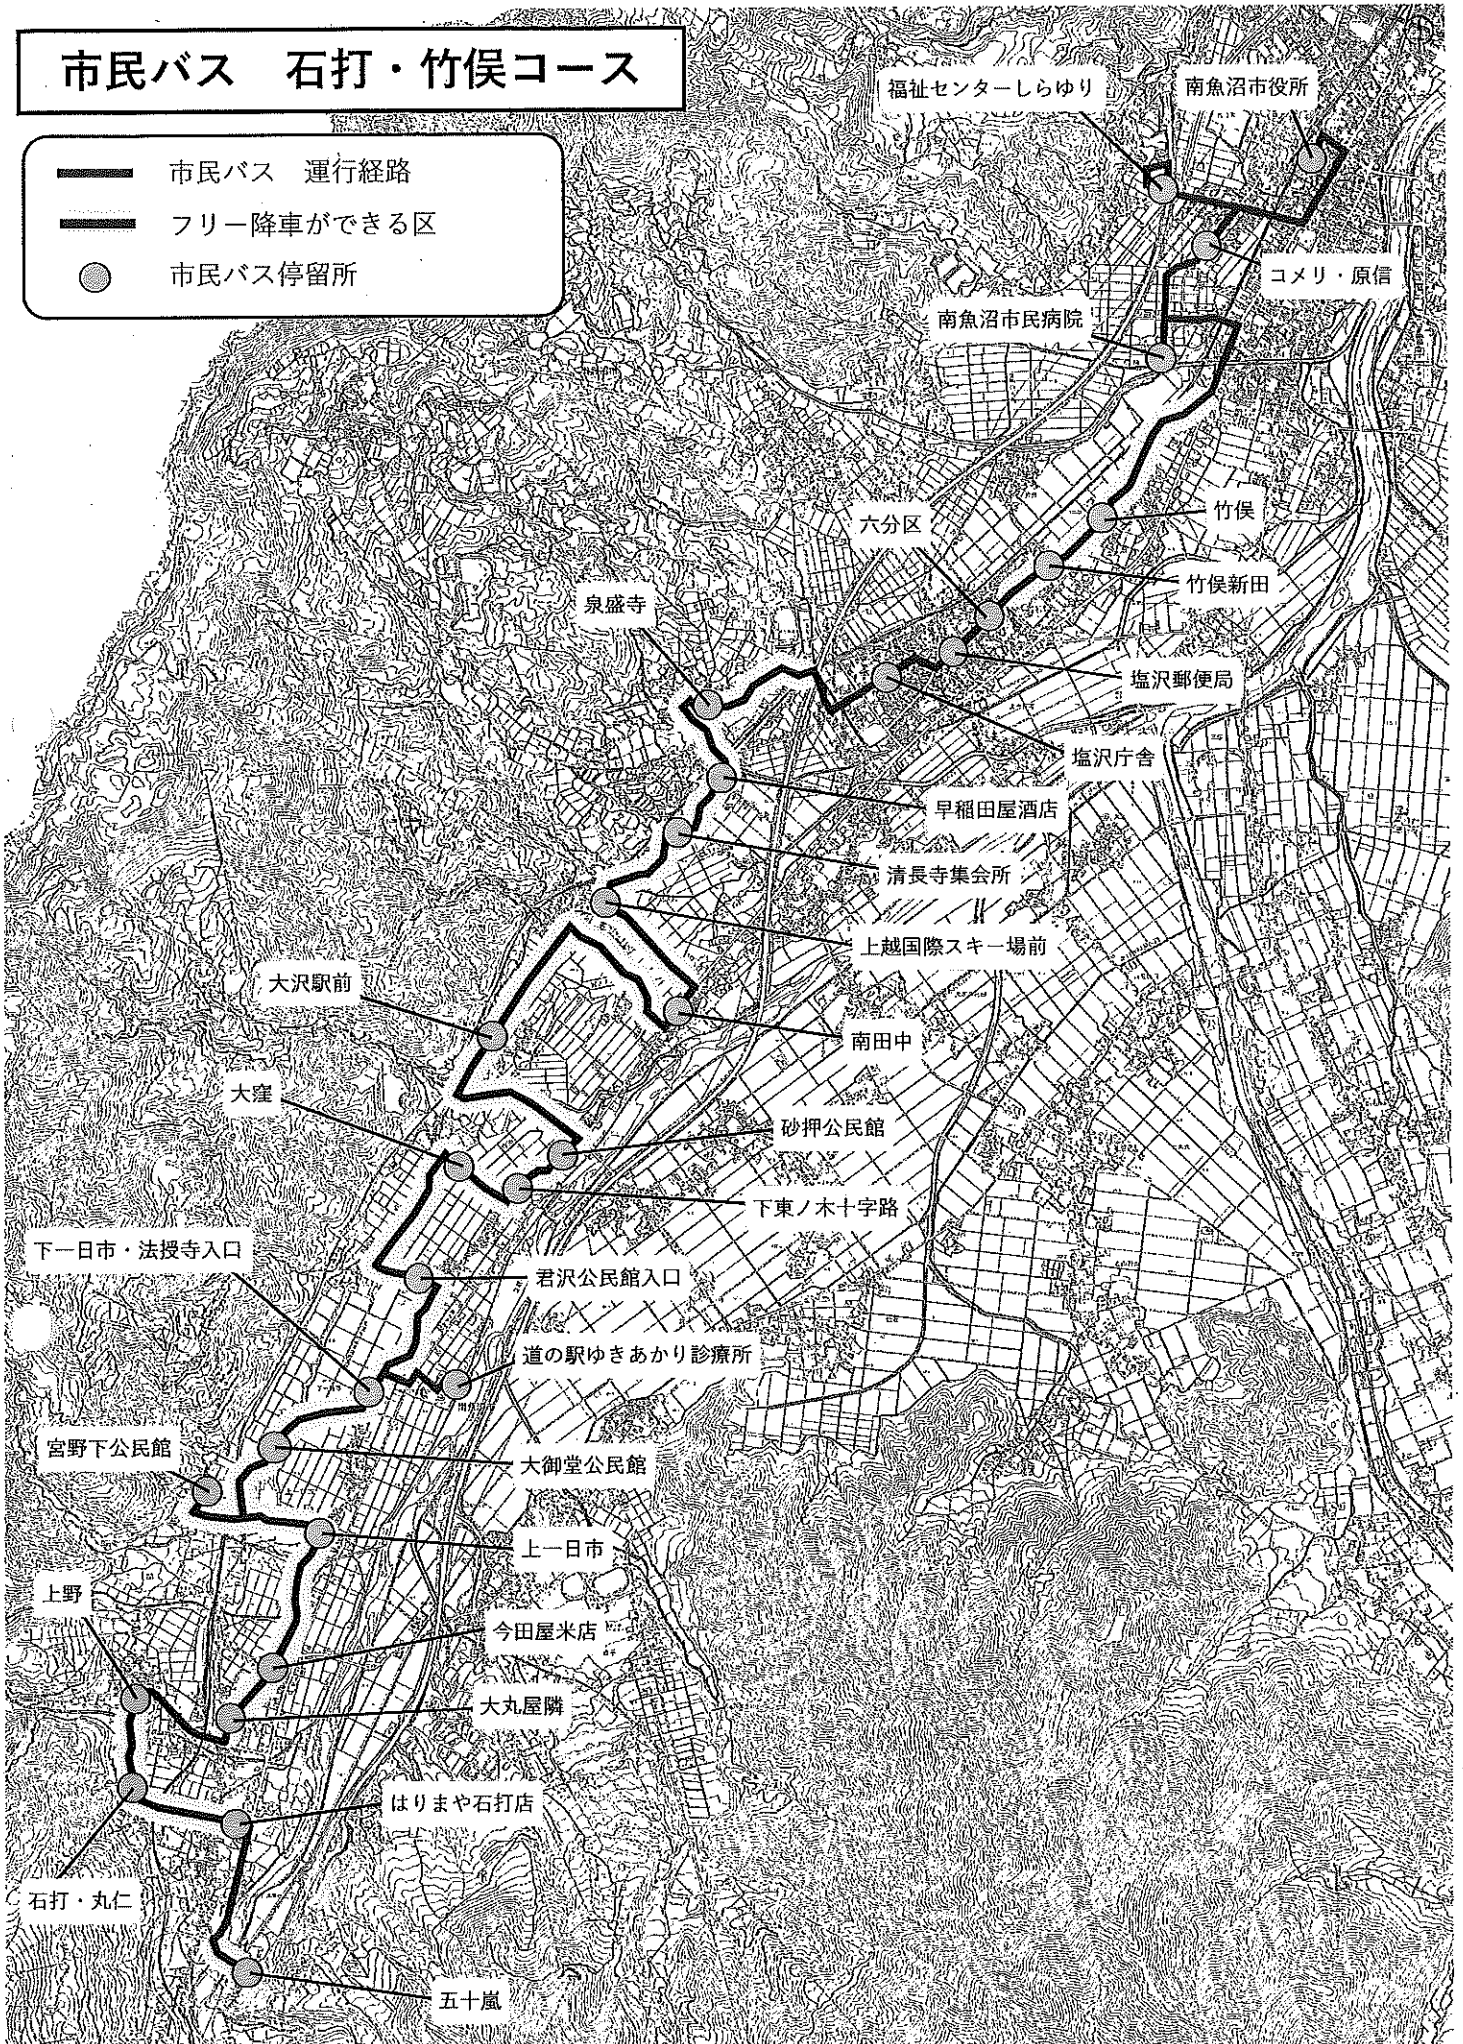 市民バス　石打・竹俣コース
市民バス　運行経路
フリー降車ができる区
市民バス停留所
福祉センターしらゆり
南魚沼市役所
コメリ・原信
南魚沼市民病院
竹俣
六分区
竹俣新田
泉盛寺
塩沢郵便局
塩沢庁舎
早稲田屋酒店
清長寺集会所
上越国際スキー場前
大沢駅前
南田中
大窪
砂押公民館
下東ノ木十字路
下一日市・法授寺入口
君沢公民館入口
道の駅ゆきあかり診療所
宮野下公民館
大御堂公民館
上一日市
上野
今田屋米店
大丸屋隣
はりまや石打店
石打・丸仁
五十嵐